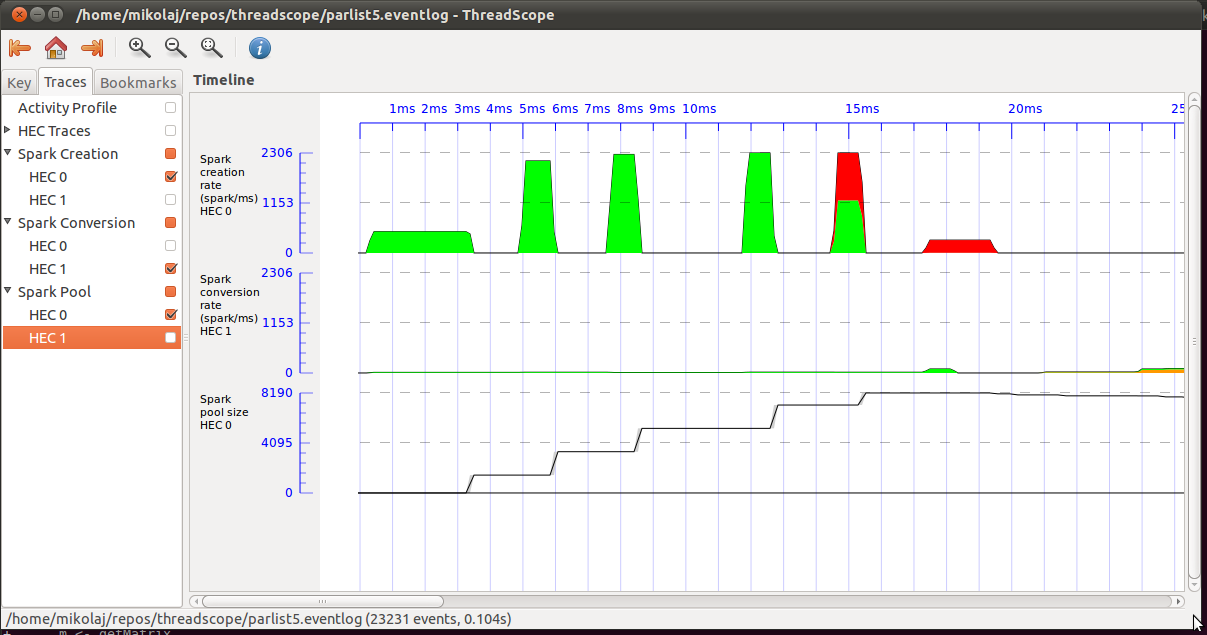 /home/mikolaj/repos/threadscope/parlist5.eventlog - ThreadScope
Key Traces Bookmarks
Timeline
Activity Profile
HEC Traces
Spark Creation
HEC 0
HEC 1
Spark Conversion
HEC 0
HEC 1
Spark Pool
HEC 0
HEC 1
1ms 2ms 3ms 4ms 5ms 6ms 7ms 8ms 9ms 10ms 15ms 20ms 25
Spark
creation
rate
(spark/ms)
HEC 0
2306
1153
0
Spark
conversion
rate
(spark/ms)
HEC 1
2306
1153
0
Spark
pool size
HEC 0
8190
4095
0
/home/mikolaj/repos/threadscope/parlist5.eventlog (23231 events, 0.104s)
m <- getMatrix